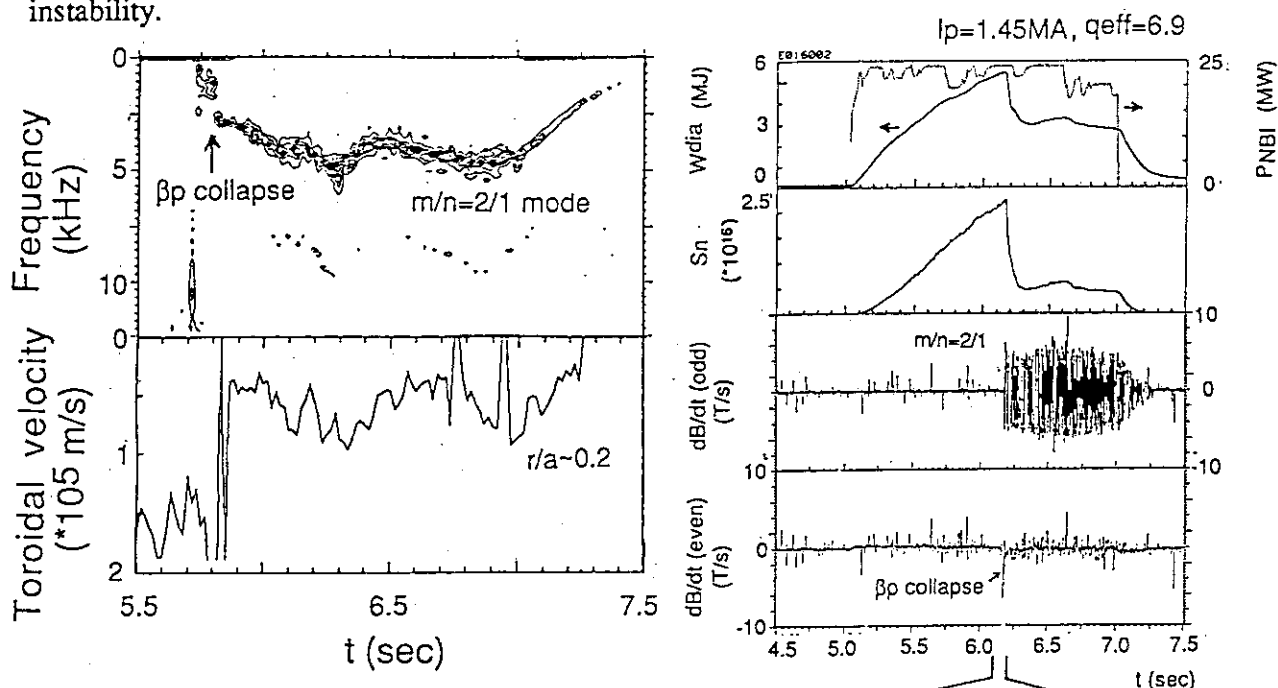 instability.
0
5
10
Frequency
(kHz)
βp collapse
m/n=2/1 mode
0
1
2
Toroidal velocity
(*105 m/s)
r/a~0.2
5.5
6.5
7.5
t (sec)
Ip=1.45MA, qeff=6.9
E016002
6
3
0
Wdia (MJ)
25
0
PNBI (MW)
2.5
Sn
(*10¹⁶)
10
0
-10
m/n=2/1
dB/dt (odd)
(T/s)
10
0
-10
dB/dt (even)
(T/s)
βp collapse
4.5
5.0
5.5
6.0
6.5
7.0
7.5
t (sec)